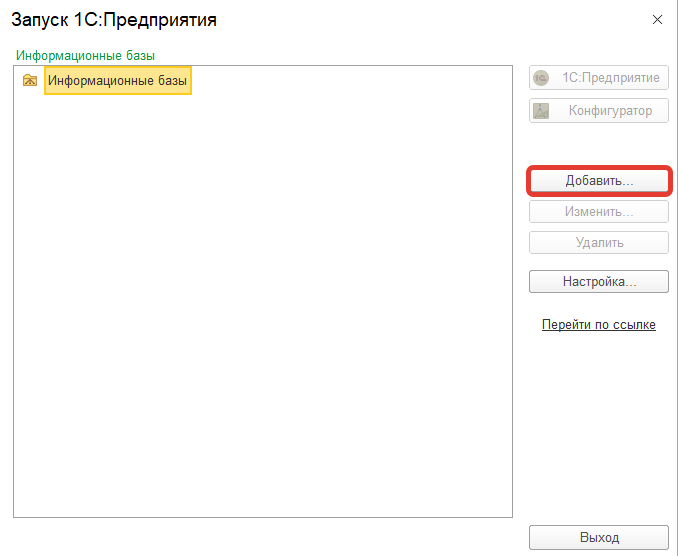 Запуск 1С:Предприятия
Информационные базы
Информационные базы
1С:Предприятие
Конфигуратор
Добавить...
Изменить...
Удалить
Настройка...
Перейти по ссылке
Выход